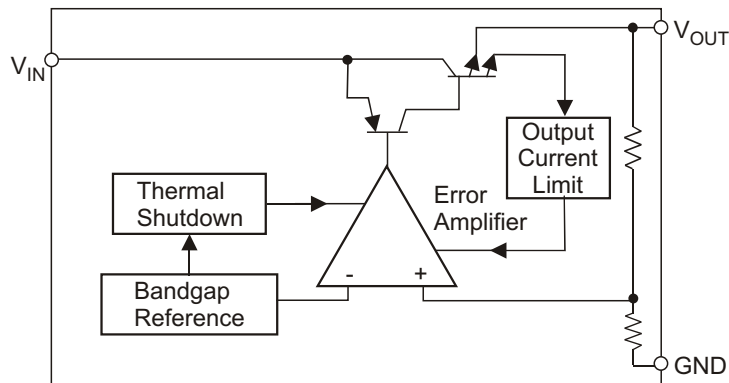 V_OUT
V_IN
Output
Current
Limit
Thermal
Shutdown
Error
Amplifier
Bandgap
Reference
-
+
GND